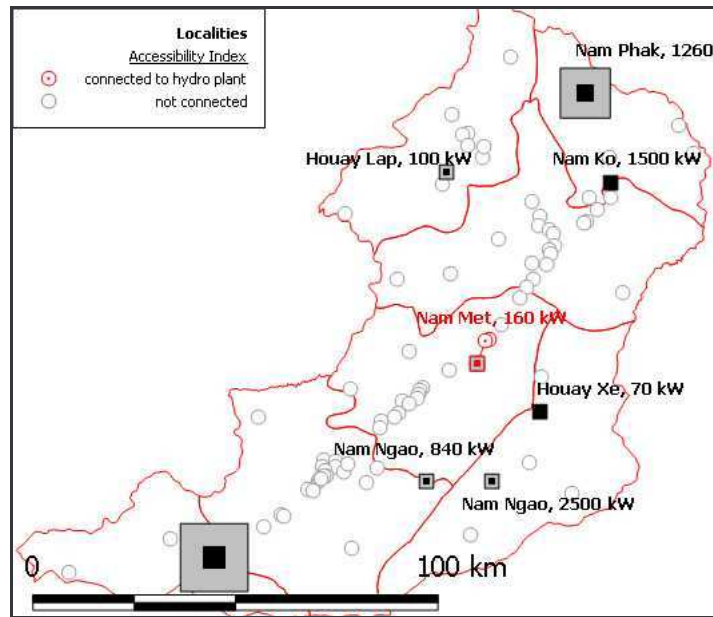 Localities
Accessibility Index
connected to hydro plant
not connected
Nam Phak, 1260
Houay Lap, 100 kW
Nam Ko, 1500 kW
Nam Met, 160 kW
Houay Xe, 70 kW
Nam Ngao, 840 kW
Nam Ngao, 2500 kW
0
100 km